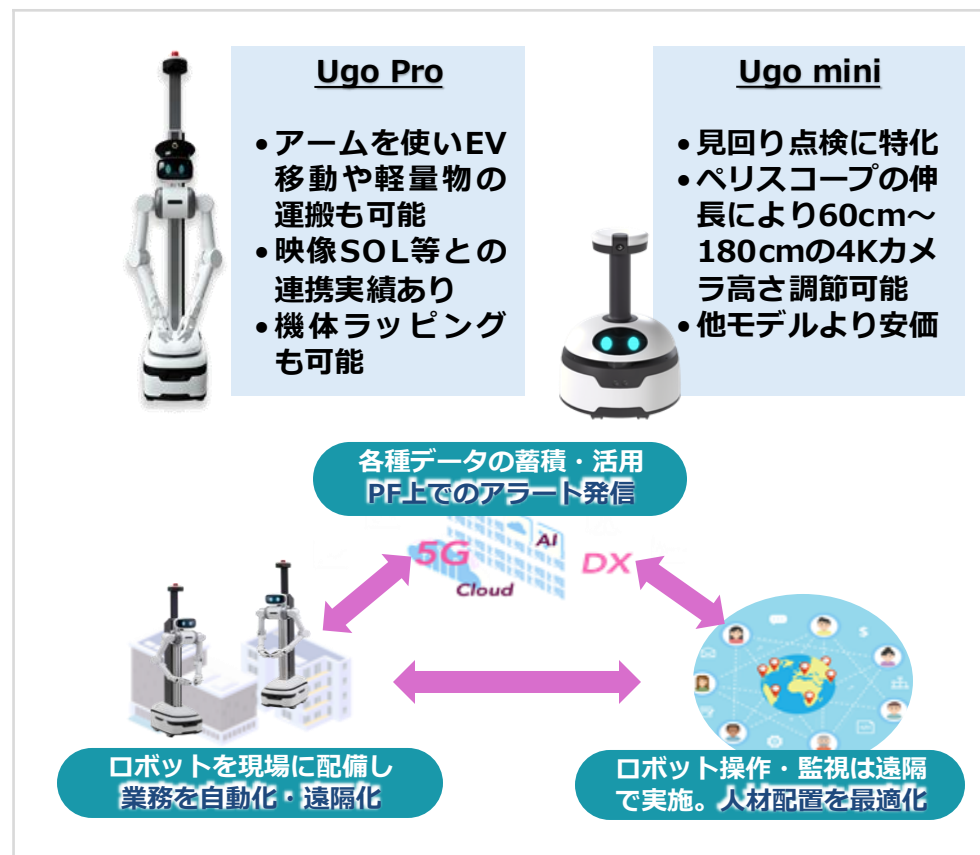 Ugo Pro
•アームを使いEV
移動や軽量物の
運搬も可能
•映像SOL等との
連携実績あり
•機体ラッピング
も可能
Ugo mini
•見回り点検に特化
•ペリスコープの伸
長により60cm～
180cmの4Kカメ
ラ高さ調節可能
•他モデルより安価
各種データの蓄積・活用
PF上でのアラート発信
5G
AI
Cloud
DX
ロボットを現場に配備し
業務を自動化・遠隔化
ロボット操作・監視は遠隔
で実施。人材配置を最適化